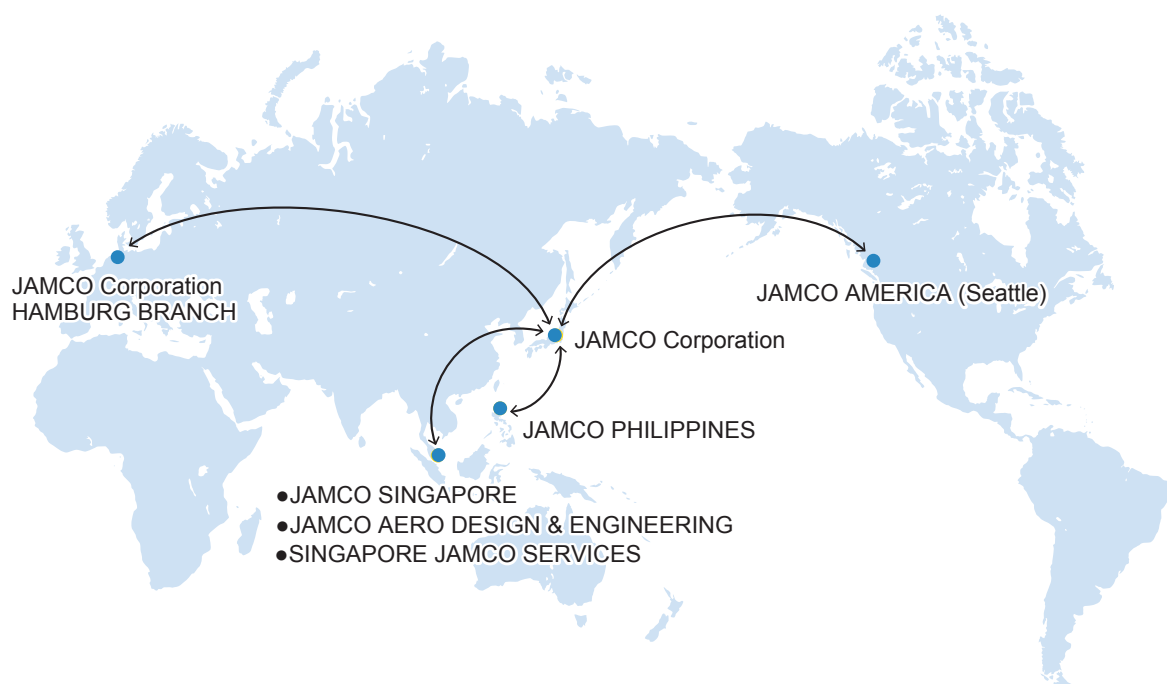 JAMCO Corporation
HAMBURG BRANCH
JAMCO AMERICA (Seattle)
JAMCO Corporation
JAMCO PHILIPPINES
●JAMCO SINGAPORE
●JAMCO AERO DESIGN & ENGINEERING
●SINGAPORE JAMCO SERVICES